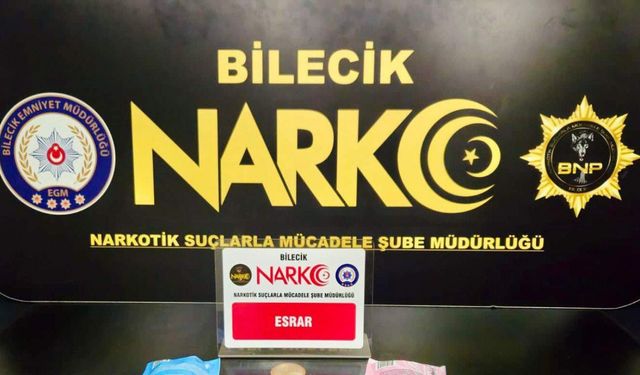 BİLECİK
NARKO
BİLECİK EMNİYET MÜDÜRLÜĞÜ
EGM
BNP
NARKOTİK SUÇLARLA MÜCADELE ŞUBE MÜDÜRLÜĞÜ
BİLECİK
NARKO
NARKOTİK SUÇLARLA MÜCADELE ŞUBE MÜDÜRLÜĞÜ
ESRAR